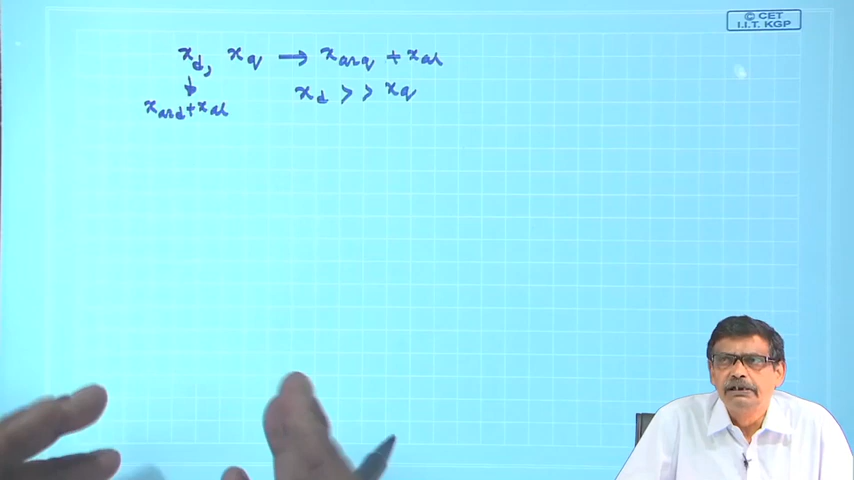 © CET
I.I.T. KGP
x_d, x_q → x_arq + x_al
x_ard + x_al
x_d >> x_q